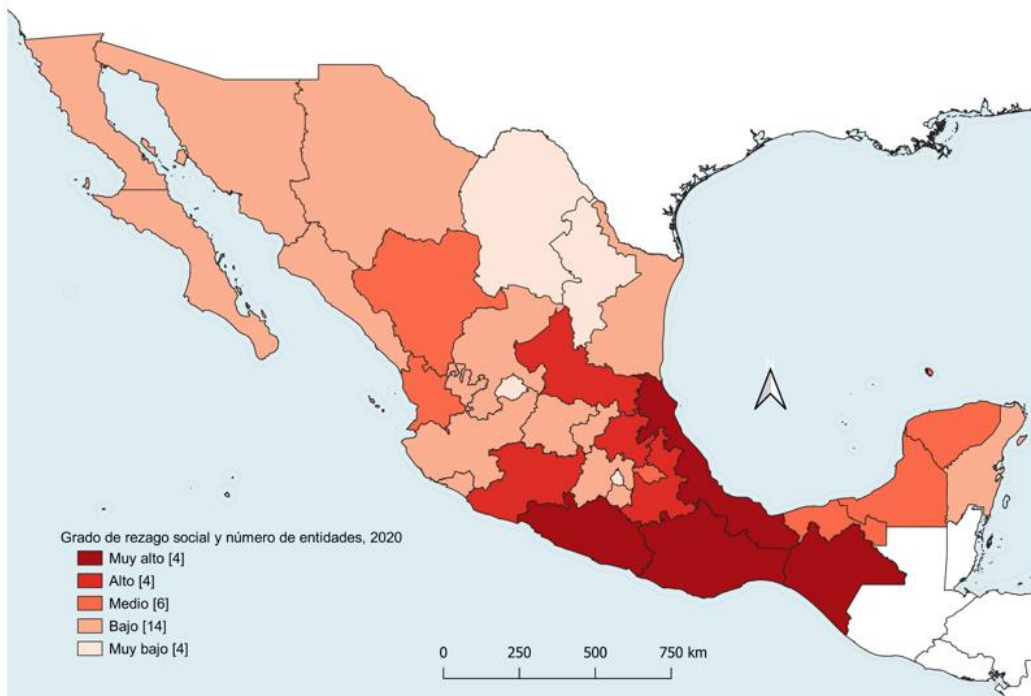 Grado de rezago social y número de entidades, 2020
Muy alto [4]
Alto [4]
Medio [6]
Bajo [14]
Muy bajo [4]
0 250 500 750 km